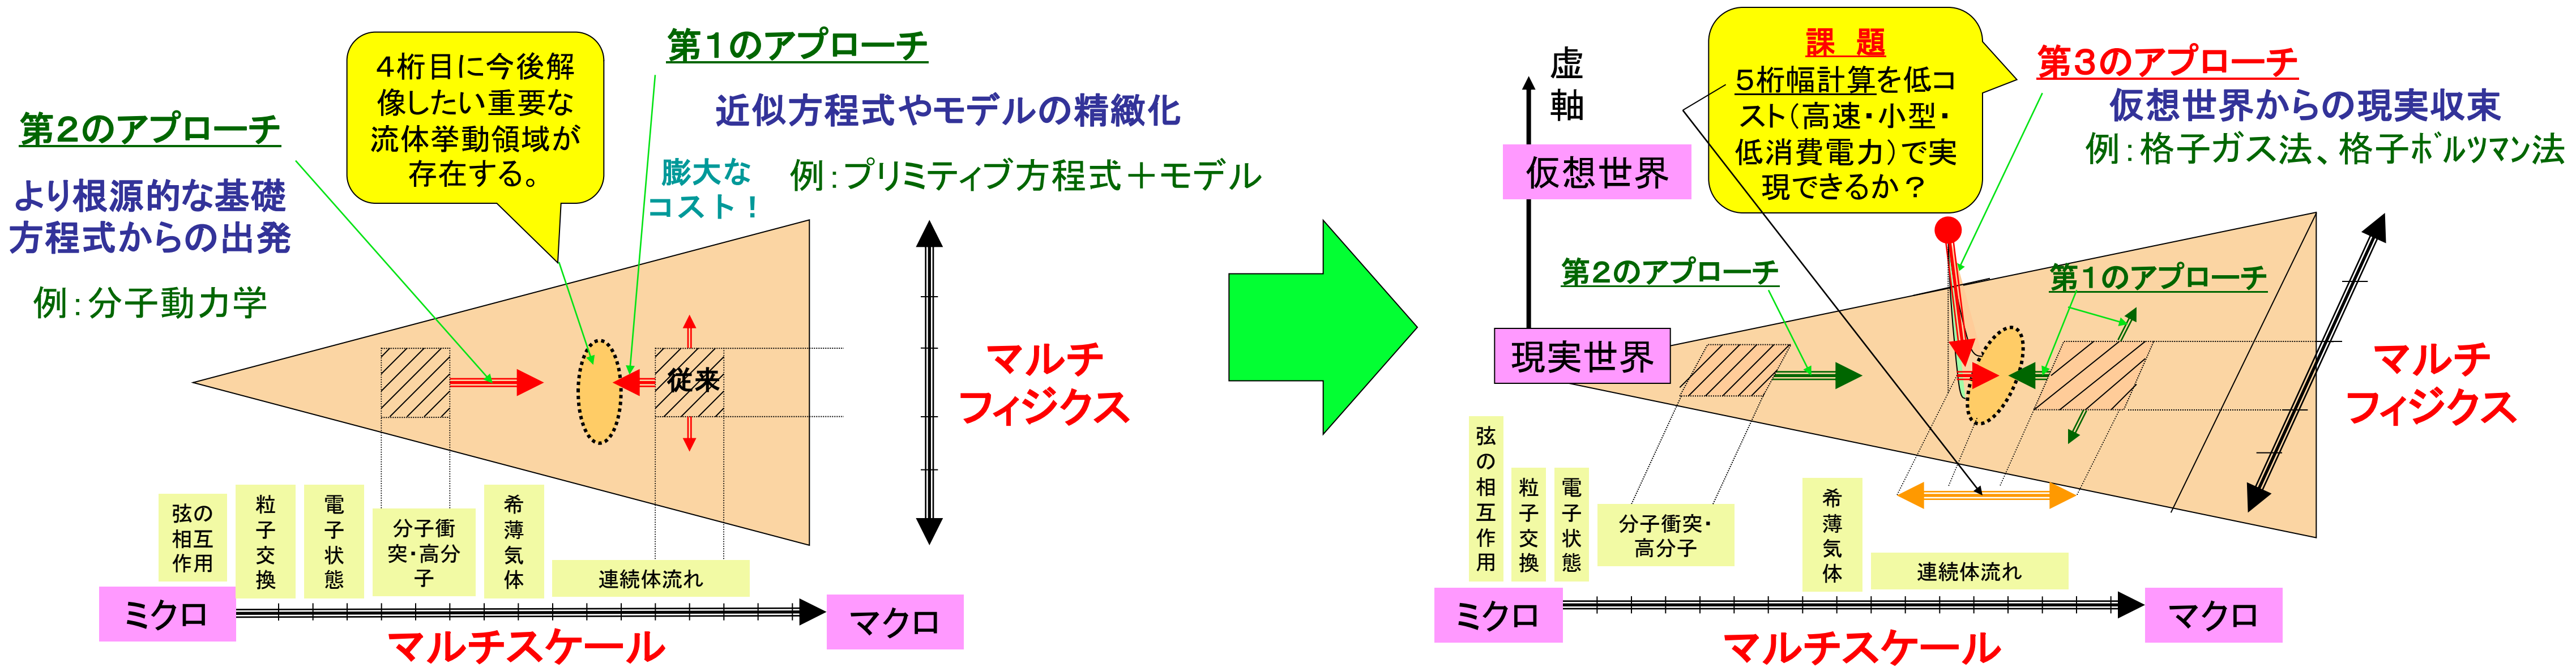 第2のアプローチ
より根源的な基礎
方程式からの出発
例：分子動力学
４桁目に今後解
像したい重要な
流体挙動領域が
存在する。
第１のアプローチ
近似方程式やモデルの精緻化
例：プリミティブ方程式＋モデル
膨大な
コスト！
従来
マルチ
フィジクス
弦の
相互
作用
粒子交換
電子状態
分子衝
突・高分
子
希薄気体
連続体流れ
ミクロ
マクロ
マルチスケール
虚軸
仮想世界
現実世界
課　題
５桁幅計算を低コ
スト（高速・小型・
低消費電力）で実
現できるか？
第３のアプローチ
仮想世界からの現実収束
例：格子ガス法、格子ﾎﾞﾙﾂﾏﾝ法
第２のアプローチ
第１のアプローチ
マルチ
フィジクス
弦の相互作用
粒子交換
電子状態
分子衝突・
高分子
希薄気体
連続体流れ
ミクロ
マクロ
マルチスケール